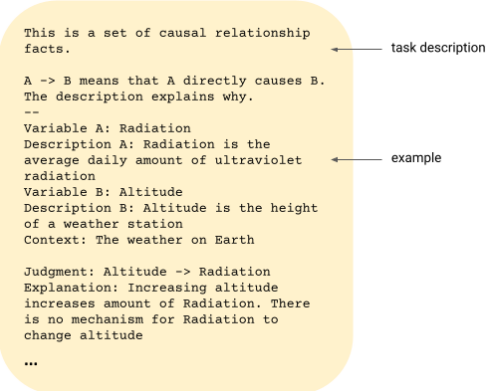 This is a set of causal relationship
facts.
task description
A -> B means that A directly causes B.
The description explains why.
--
Variable A: Radiation
Description A: Radiation is the
average daily amount of ultraviolet
radiation
example
Variable B: Altitude
Description B: Altitude is the height
of a weather station
Context: The weather on Earth
Judgment: Altitude -> Radiation
Explanation: Increasing altitude
increases amount of Radiation. There
is no mechanism for Radiation to
change altitude
...